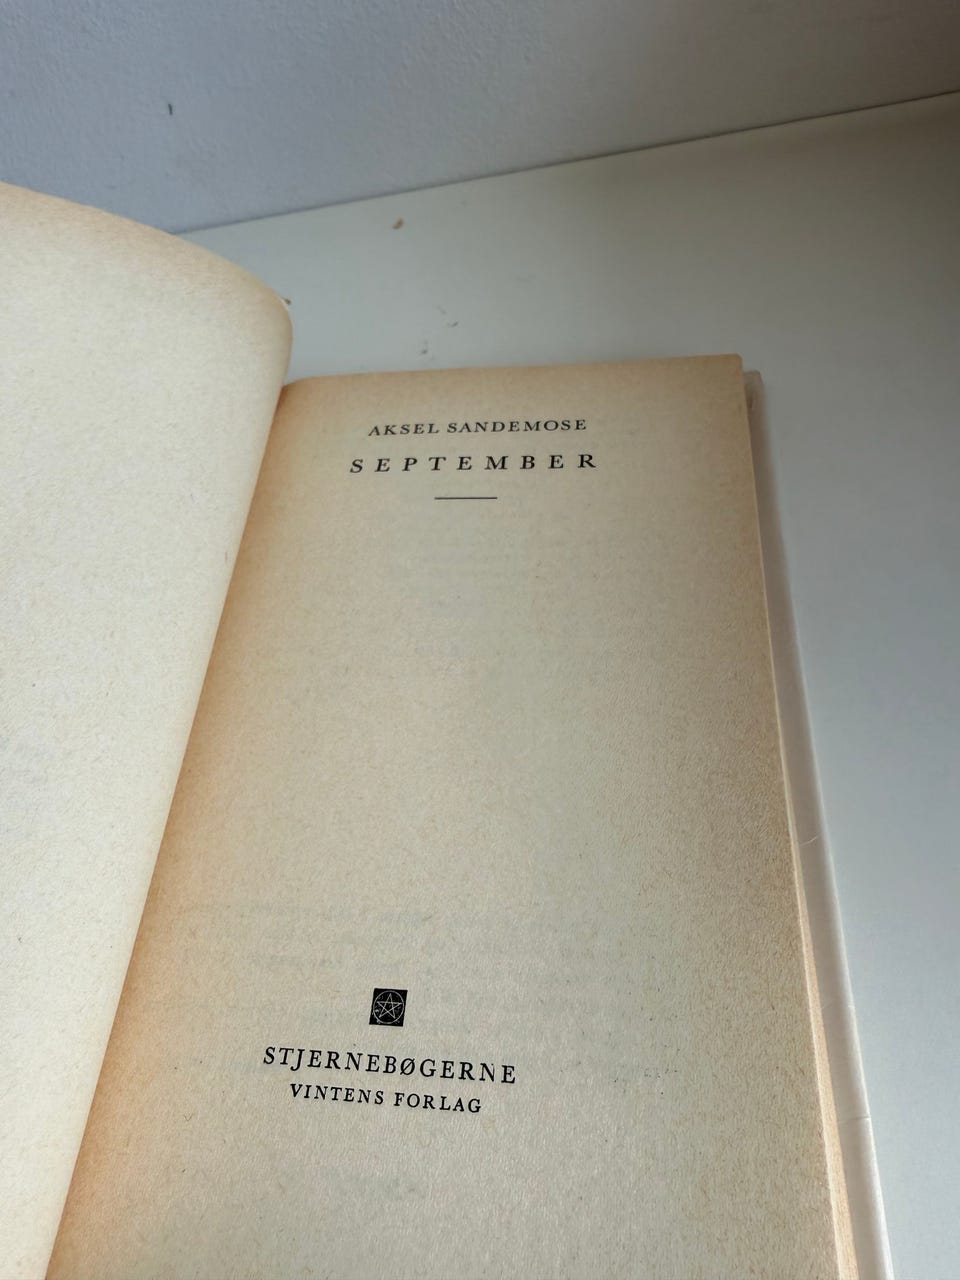 AKSEL SANDEMOSE
SEPTEMBER
STJERNEBØGERNE
VINTENS FORLAG